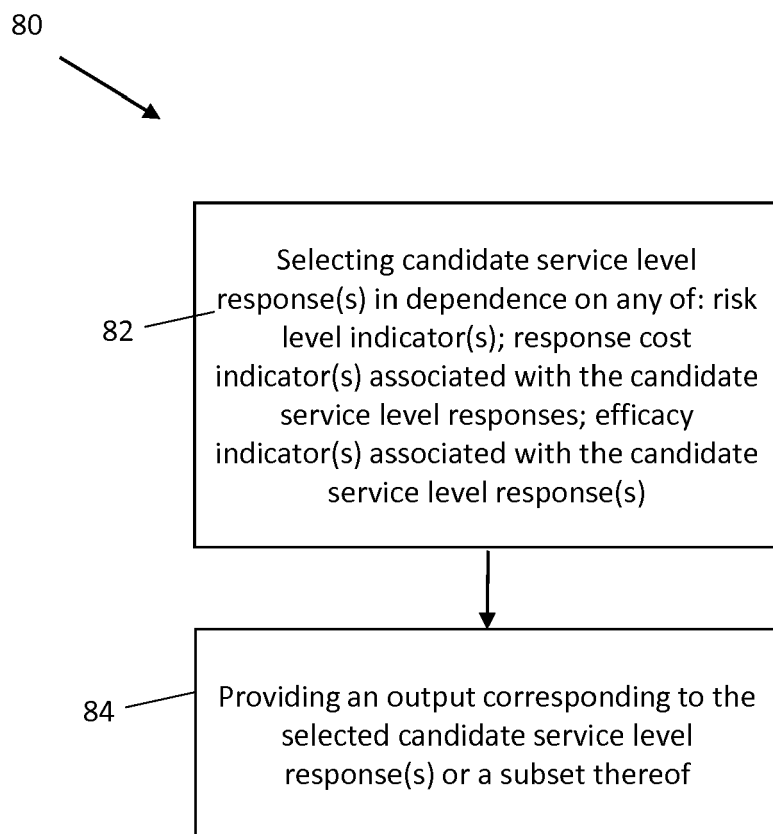 80
Selecting candidate service level
response(s) in dependence on any of: risk
level indicator(s); response cost
indicator(s) associated with the candidate
service level responses; efficacy
indicator(s) associated with the candidate
service level response(s)
82
Providing an output corresponding to the
selected candidate service level
response(s) or a subset thereof
84